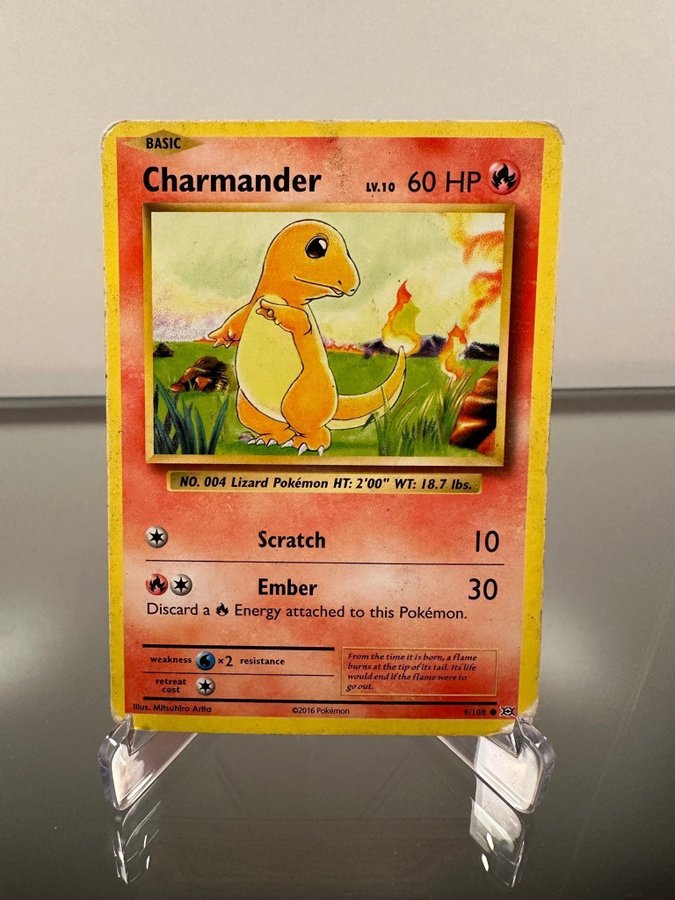 BASIC
Charmander LV.10 60 HP
NO. 004 Lizard Pokémon HT: 2'00" WT: 18.7 lbs.
Scratch 10
Ember 30
Discard a Energy attached to this Pokémon.
weakness ×2 resistance
retreat
cost
From the time it is born, a flame
burns at the tip of its tail. Its life
would end if the flame were to
go out.
Illus. Mitsuhiro Arita ©2016 Pokémon 9/108